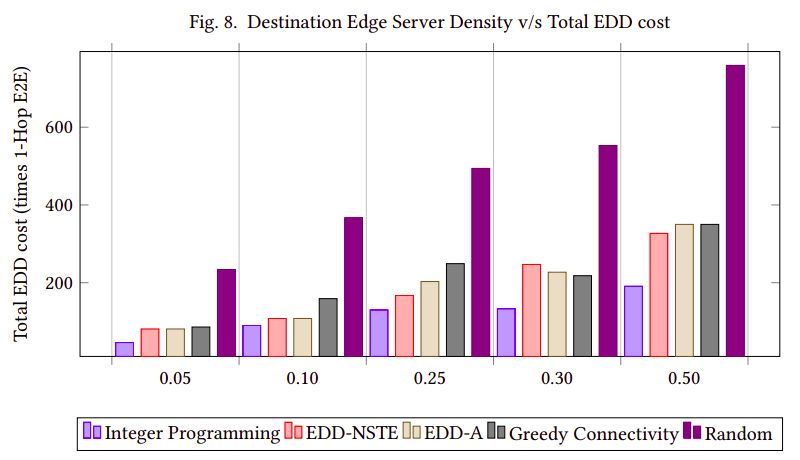 Fig. 8. Destination Edge Server Density v/s Total EDD cost
Total EDD cost (times 1-Hop E2E)
600
400
200
0.05 0.10 0.25 0.30 0.50
Integer Programming EDD-NSTE EDD-A Greedy Connectivity Random